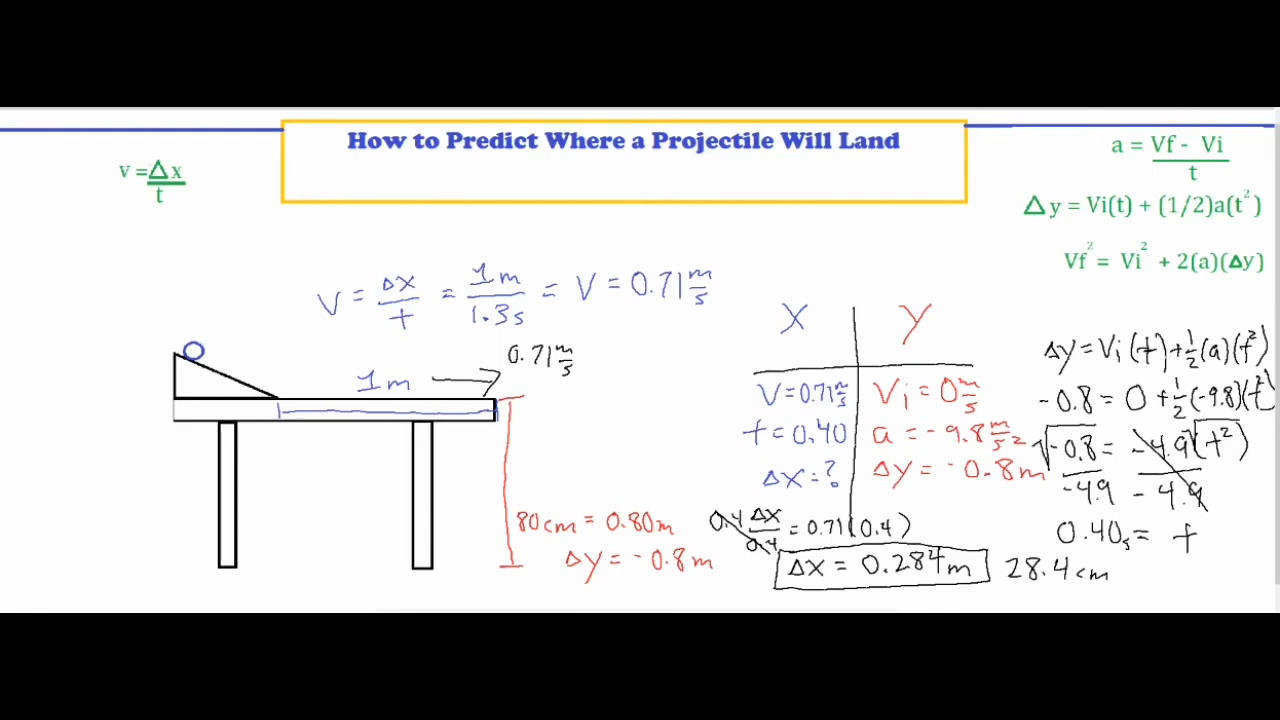 How to Predict Where a Projectile Will Land
v = Δx
t
a = Vf - Vi
t
Δy = Vi(t) + (1/2)a(t²)
Vf² = Vi² + 2(a)(Δy)
V = Δx/t = 1m/1.3s = V = 0.71 m/s
0.71 m/s
1m
80cm = 0.80m
Δy = -0.8m
X
Y
V = 0.71 m/s
t = 0.40
Δx = ?
Vi = 0 m/s
a = -9.8 m/s²
Δy = -0.8m
0.4 Δx/0.4 = 0.71(0.4)
Δx = 0.284m
28.4cm
Δy = Vi(t) + ½(a)(t²)
-0.8 = 0 + ½(-9.8)(t²)
√-0.8 = -4.9√(t²)
-4.9 -4.9
0.40s = t